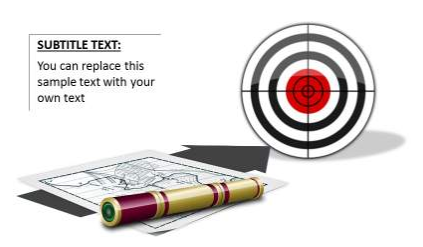 SUBTITLE TEXT:
You can replace this
sample text with your
own text